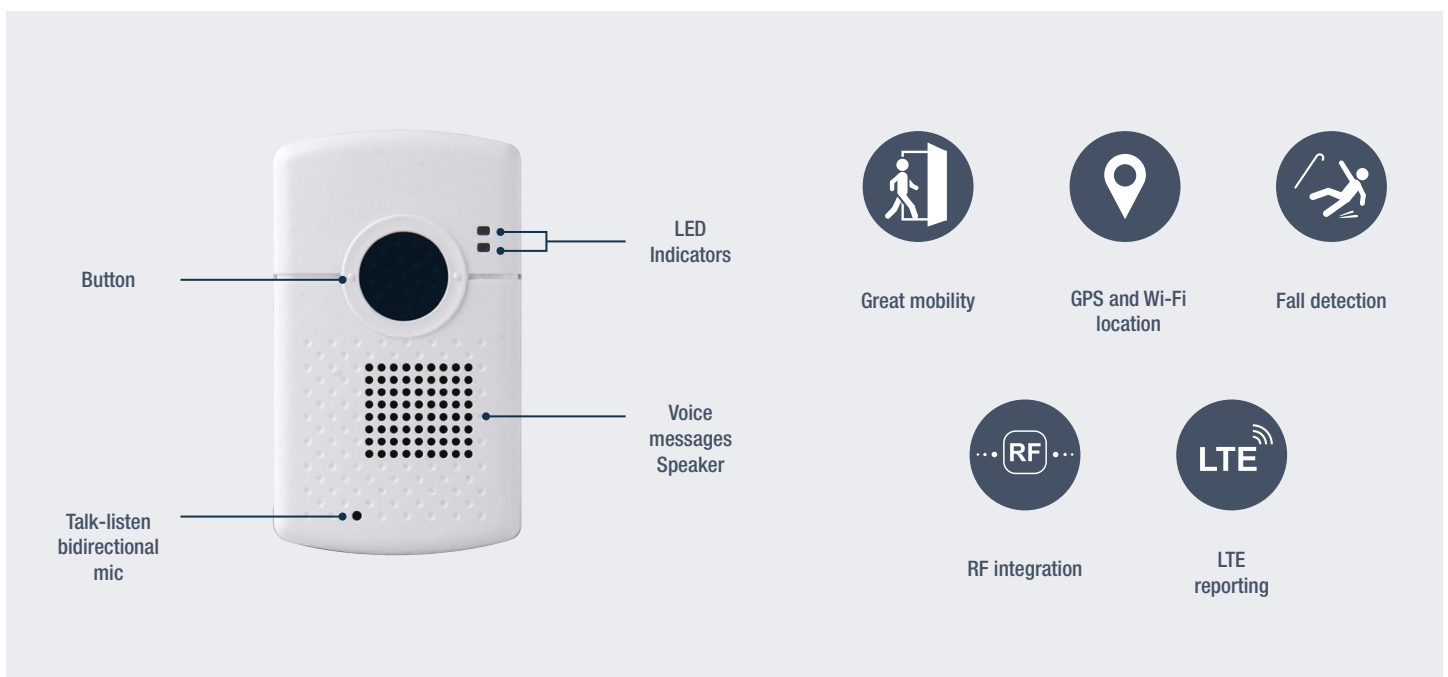 Button
LED
Indicators
Voice
messages
Speaker
Talk-listen
bidirectional
mic
Great mobility
GPS and Wi-Fi
location
Fall detection
RF
RF integration
LTE
LTE
reporting